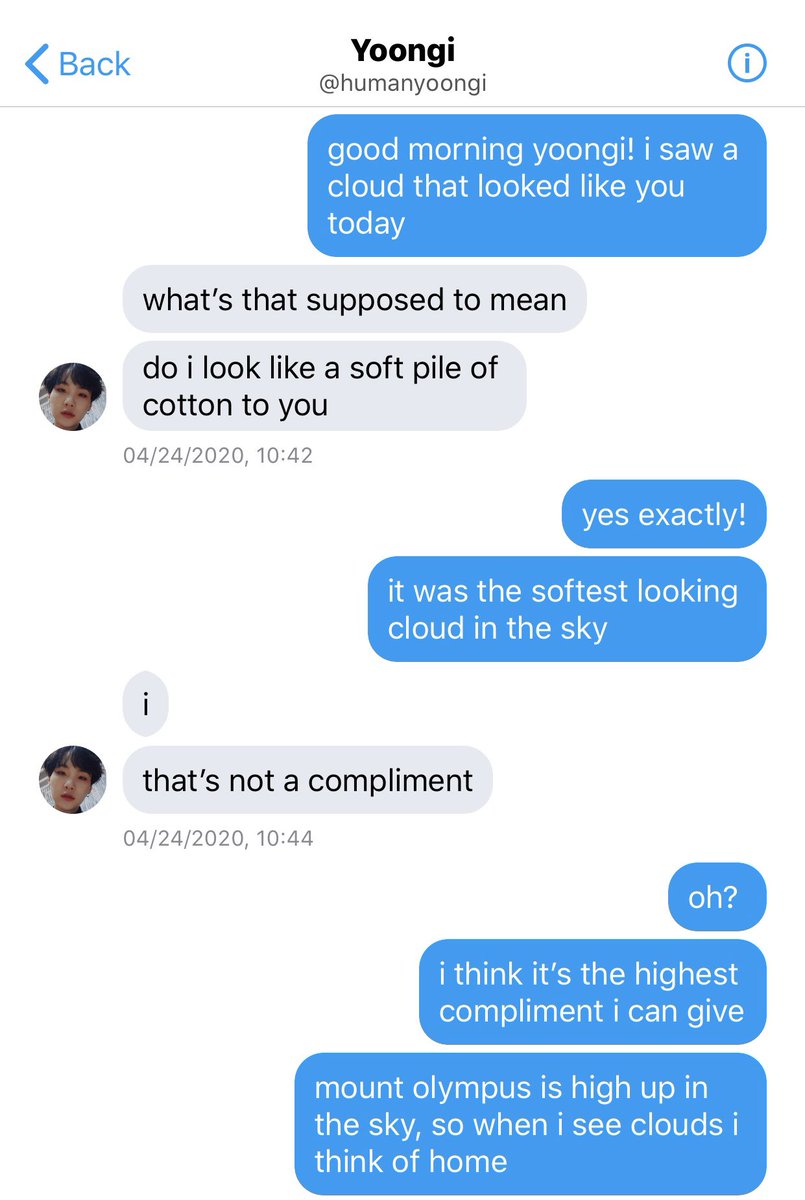 Back
Yoongi
@humanyoongi
good morning yoongi! i saw a
cloud that looked like you
today
what’s that supposed to mean
do i look like a soft pile of
cotton to you
04/24/2020, 10:42
yes exactly!
it was the softest looking
cloud in the sky
i
that’s not a compliment
04/24/2020, 10:44
oh?
i think it’s the highest
compliment i can give
mount olympus is high up in
the sky, so when i see clouds i
think of home